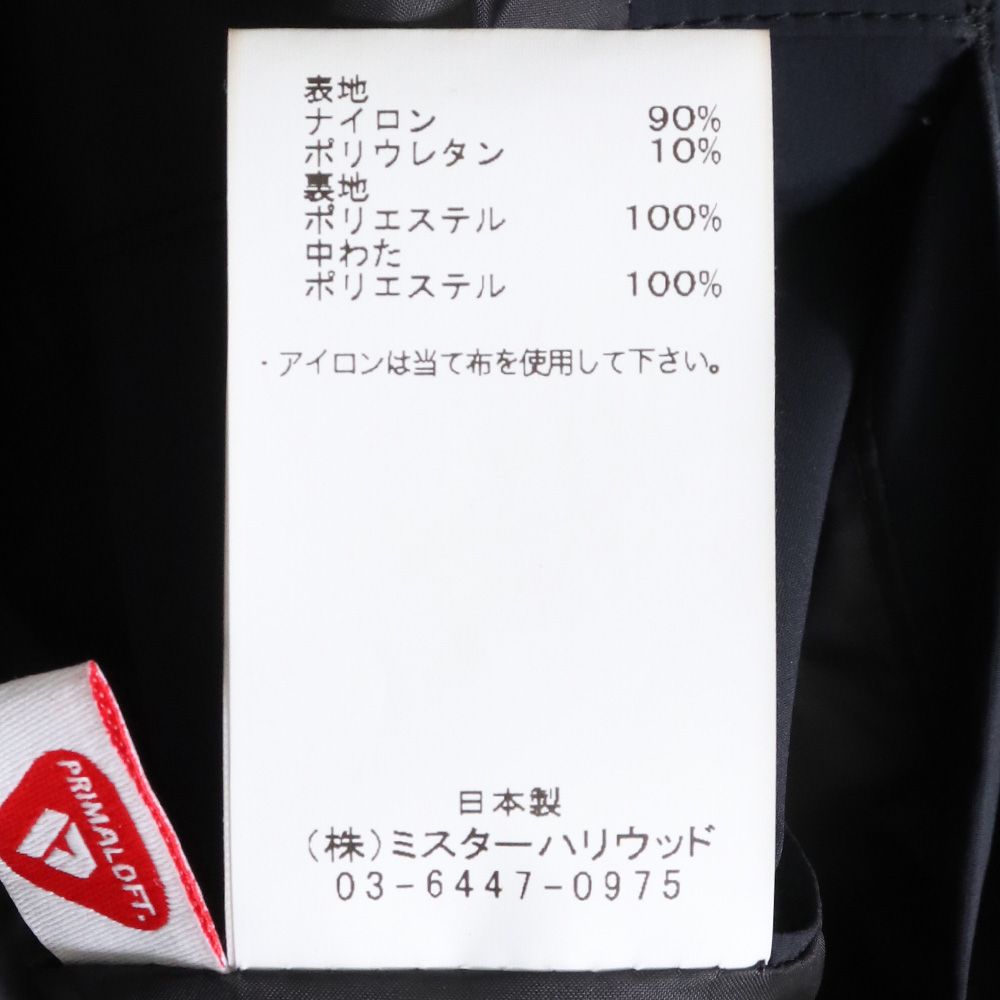 表地
ナイロン 90%
ポリウレタン 10%
裏地
ポリエステル 100%
中わた
ポリエステル 100%
・アイロンは当て布を使用して下さい。
日本製
(株)ミスターハリウッド
03-6447-0975
PRIMALOFT.